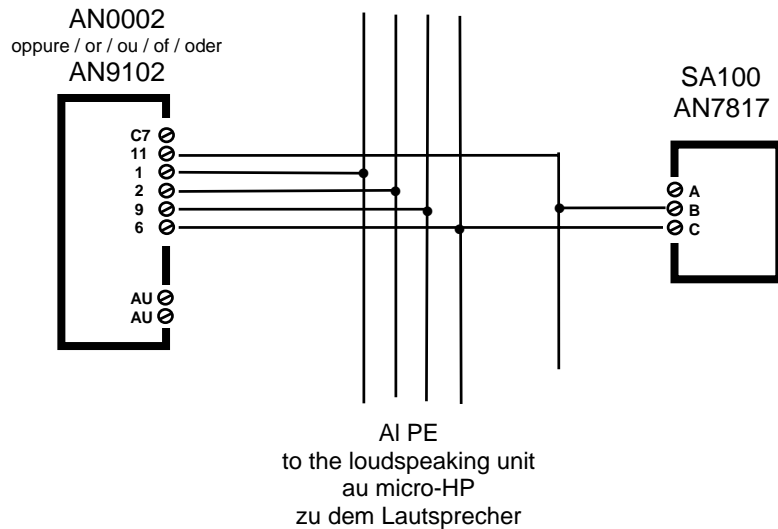 AN0002
oppure / or / ou / of / oder
AN9102
SA100
AN7817
C7
11
1
2
9
6
AU
AU
A
B
C
Al PE
to the loudspeaking unit
au micro-HP
zu dem Lautsprecher